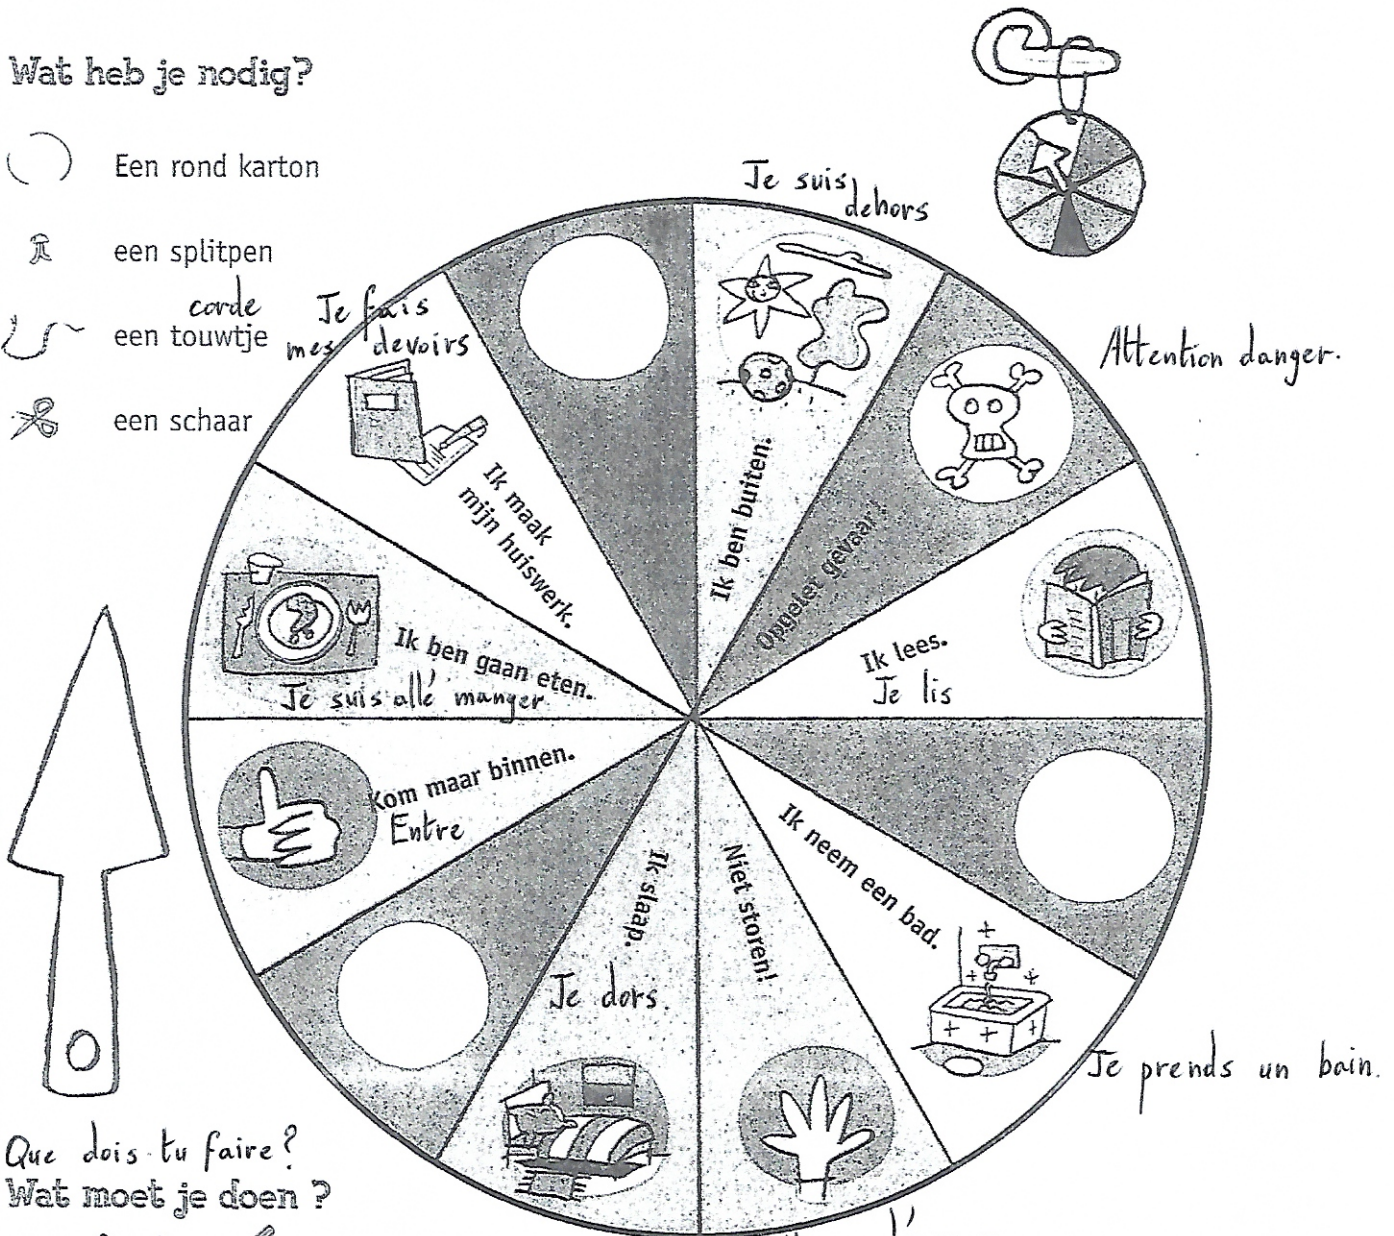 Wat heb je nodig?
Een rond karton
een splitpen
corde
een touwtje
een schaar
Je suis
dehors
Attention danger.
Je fais
mes devoirs
Ik maak
mijn huiswerk.
Ik ben buiten.
Opgelet gevaar!
Ik lees.
Je lis
Ik ben gaan eten.
Je suis allé manger
Kom maar binnen.
Entre
Ik slaap.
Je dors.
Niet storen!
Ik neem een bad.
Je prends un bain.
Que dois tu faire?
Wat moet je doen ?